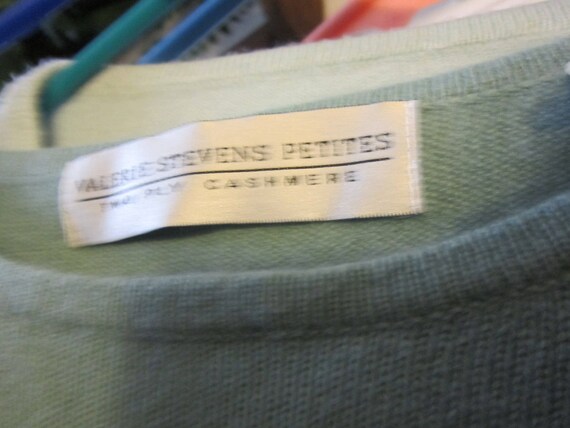 VALERIE STEVENS PETITES
TWO PLY CASHMERE